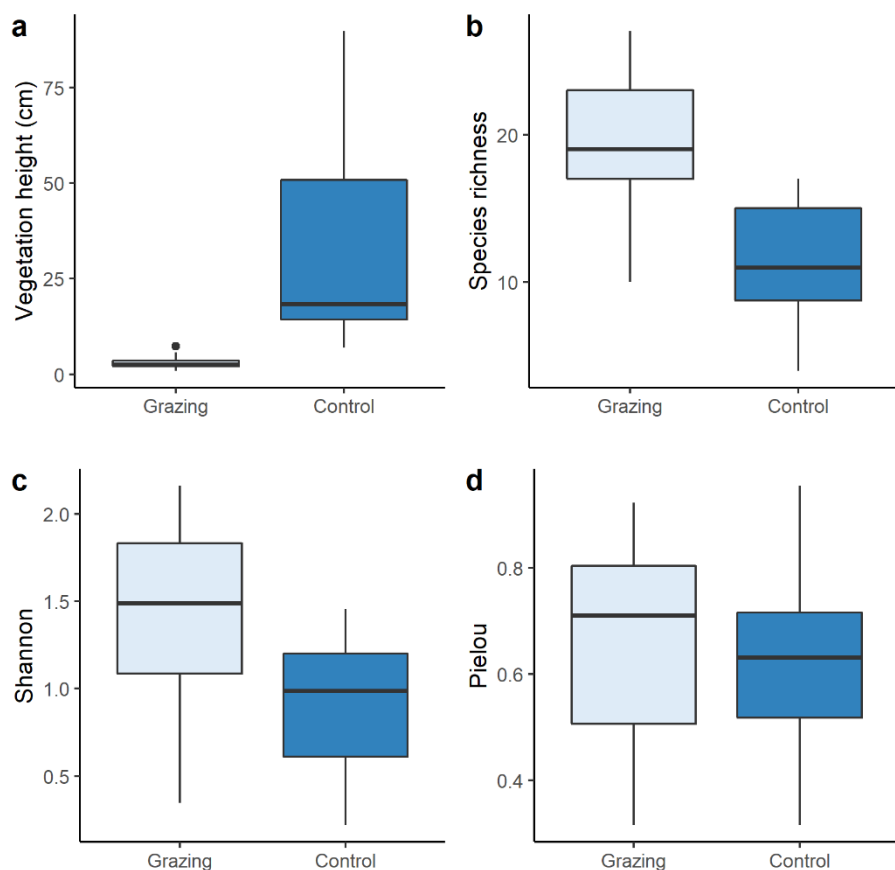 a
Vegetation height (cm)
75
50
25
0
Grazing Control
b
Species richness
20
10
Grazing Control
c
Shannon
2.0
1.5
1.0
0.5
Grazing Control
d
Pielou
0.8
0.6
0.4
Grazing Control